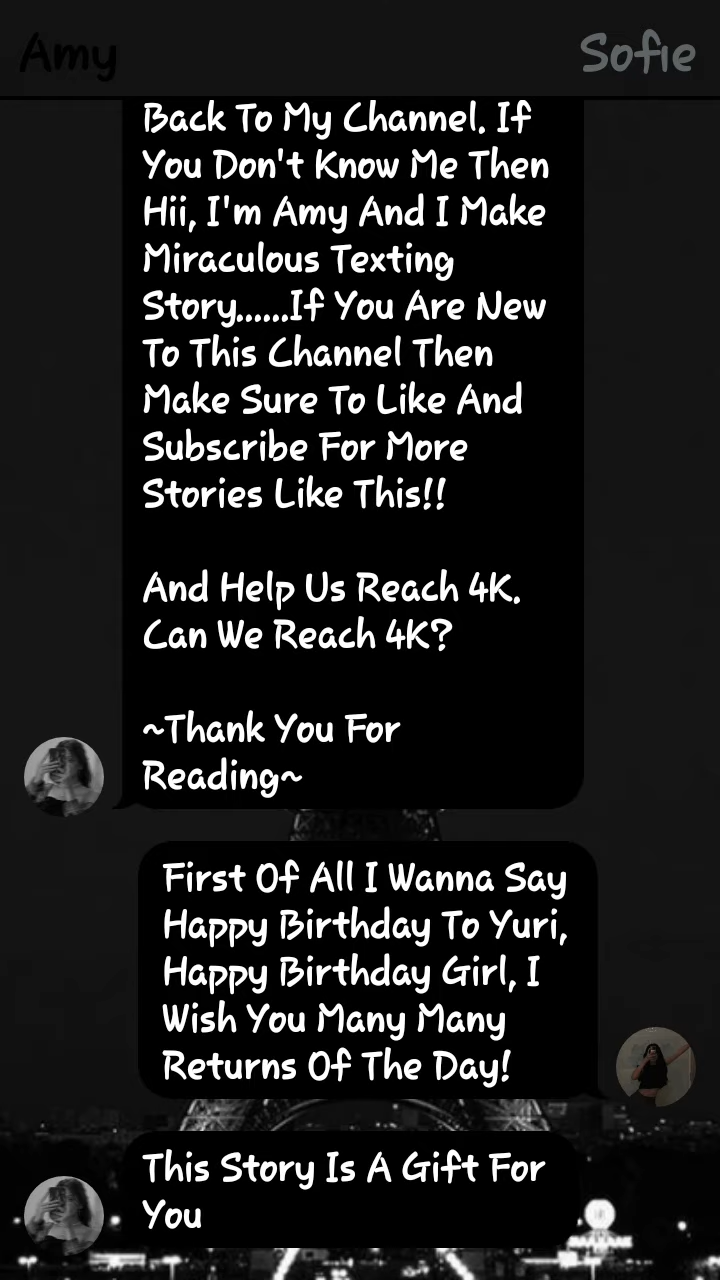 Amy
Sofie
Back To My Channel. If
You Don't Know Me Then
Hii, I'm Amy And I Make
Miraculous Texting
Story......If You Are New
To This Channel Then
Make Sure To Like And
Subscribe For More
Stories Like This!!
And Help Us Reach 4K.
Can We Reach 4K?
~Thank You For
Reading~
First Of All I Wanna Say
Happy Birthday To Yuri,
Happy Birthday Girl, I
Wish You Many Many
Returns Of The Day!
This Story Is A Gift For
You